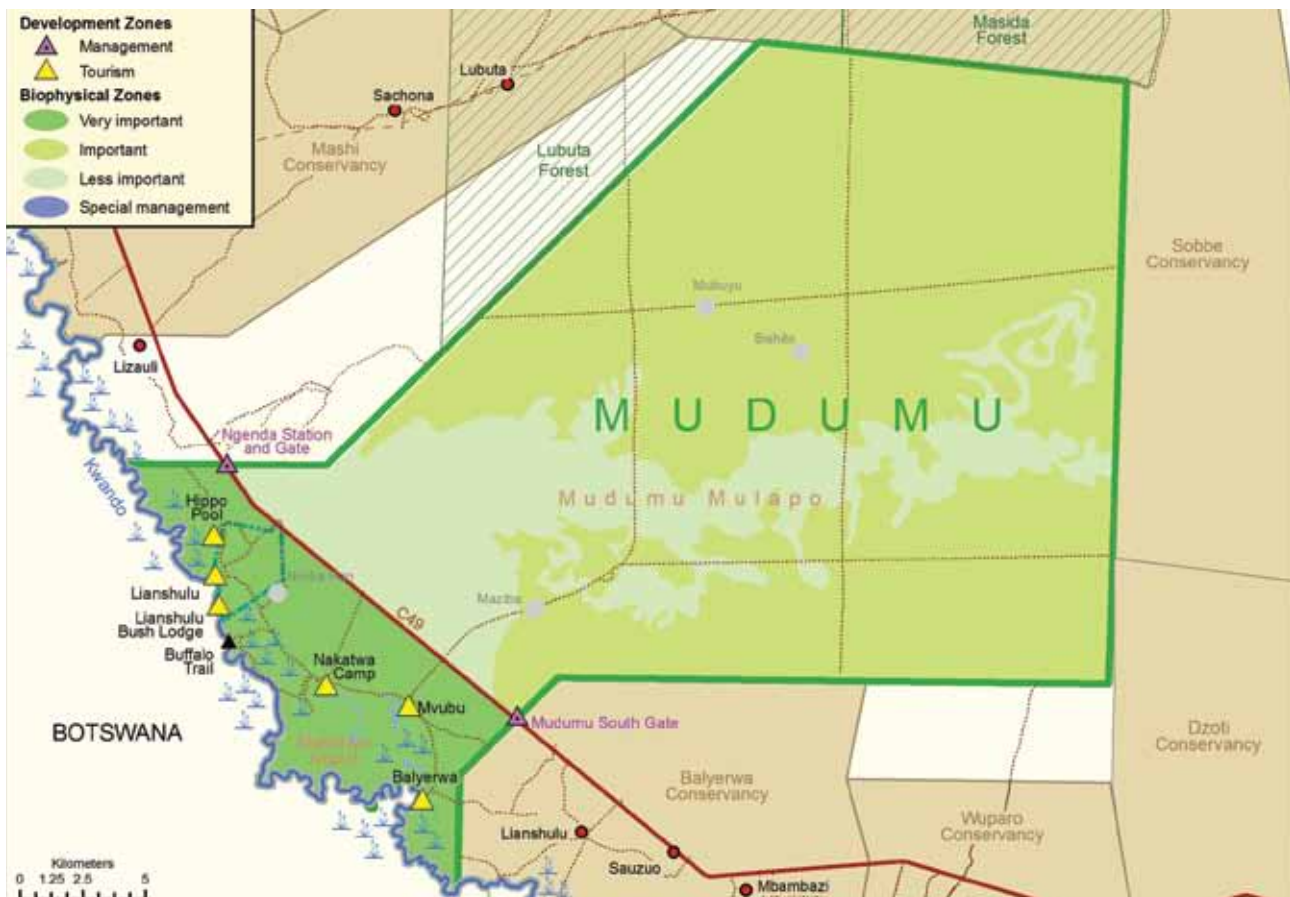 Development Zones
Management
Tourism
Biophysical Zones
Very important
Important
Less important
Special management
Masida
Forest
Lubuta
Sachona
Mashi
Conservancy
Lubuta
Forest
Sobbe
Conservancy
Lizauli
Ngenda Station
and Gate
MUDUMU
Mudumu Mulapo
Kwando
Hippo
Pool
Lianshulu
Lianshulu
Bush Lodge
Buffalo
Trail
C49
Nakatwa
Camp
Mvubu
Mudumu South Gate
BOTSWANA
Balyerwa
Balyerwa
Conservancy
Dzoti
Conservancy
Wuparo
Conservancy
Lianshulu
Sauzuo
Mbambazi
Kilometers
0 1.25 2.5 5